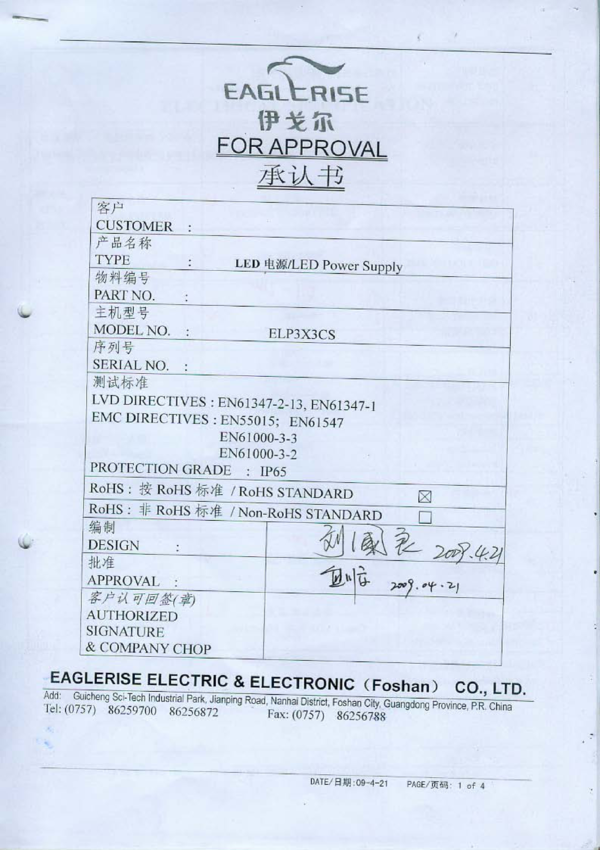 EAGLERISE
伊戈尔
FOR APPROVAL
承认书
客户
CUSTOMER :
产品名称
TYPE : LED 电源/LED Power Supply
物料编号
PART NO. :
主机型号
MODEL NO. : ELP3X3CS
序列号
SERIAL NO. :
测试标准
LVD DIRECTIVES : EN61347-2-13, EN61347-1
EMC DIRECTIVES : EN55015; EN61547
EN61000-3-3
EN61000-3-2
PROTECTION GRADE : IP65
RoHS : 按 RoHS 标准 / RoHS STANDARD ☒
RoHS : 非 RoHS 标准 / Non-RoHS STANDARD ☐
编制
DESIGN : 2009.4.21
批准
APPROVAL : 2009.04.21
客户认可回签(章)
AUTHORIZED
SIGNATURE
& COMPANY CHOP
EAGLERISE ELECTRIC & ELECTRONIC (Foshan) CO., LTD.
Add: Guicheng Sci-Tech Industrial Park, Jianping Road, Nanhai District, Foshan City, Guangdong Province, P.R. China
Tel: (0757) 86259700 86256872 Fax: (0757) 86256788
DATE/日期:09-4-21 PAGE/页码: 1 of 4